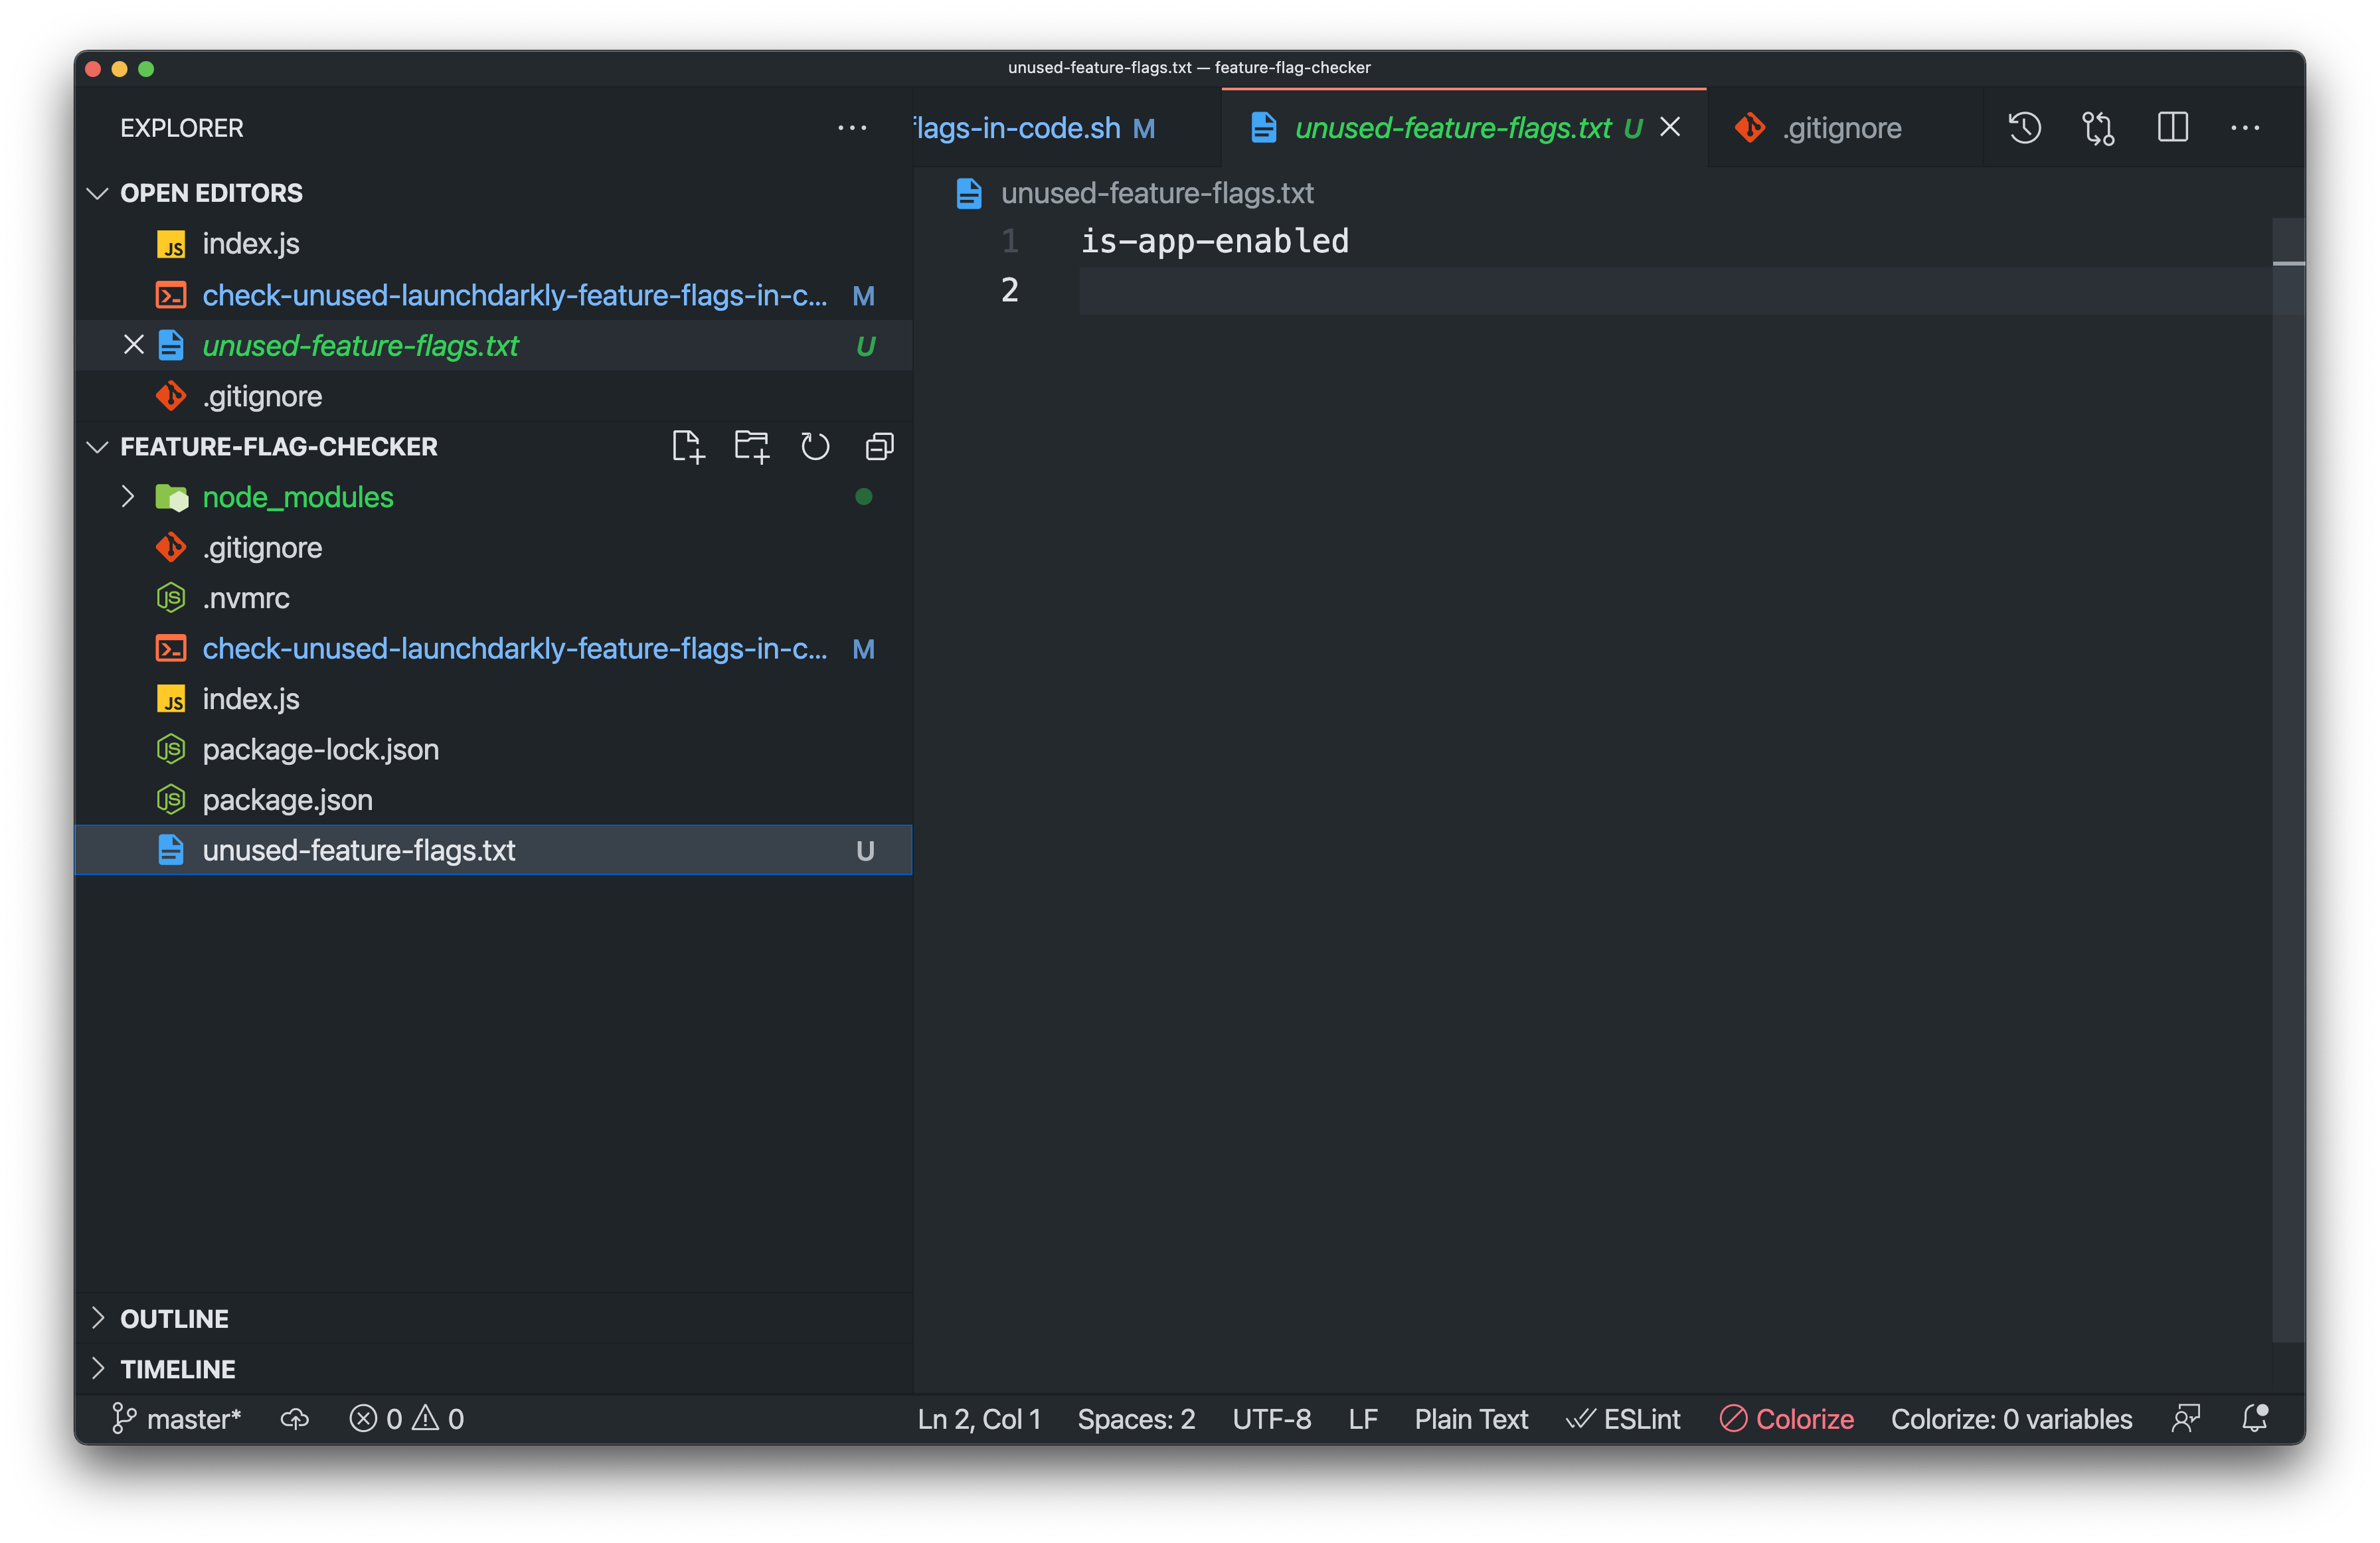 unused-feature-flags.txt — feature-flag-checker
EXPLORER
OPEN EDITORS
index.js
check-unused-launchdarkly-feature-flags-in-c... M
unused-feature-flags.txt U
.gitignore
FEATURE-FLAG-CHECKER
node_modules
.gitignore
.nvmrc
check-unused-launchdarkly-feature-flags-in-c... M
index.js
package-lock.json
package.json
unused-feature-flags.txt U
OUTLINE
TIMELINE
flags-in-code.sh M
unused-feature-flags.txt U
.gitignore
unused-feature-flags.txt
1 is-app-enabled
2
master* 0 0 Ln 2, Col 1 Spaces: 2 UTF-8 LF Plain Text ESLint Colorize Colorize: 0 variables